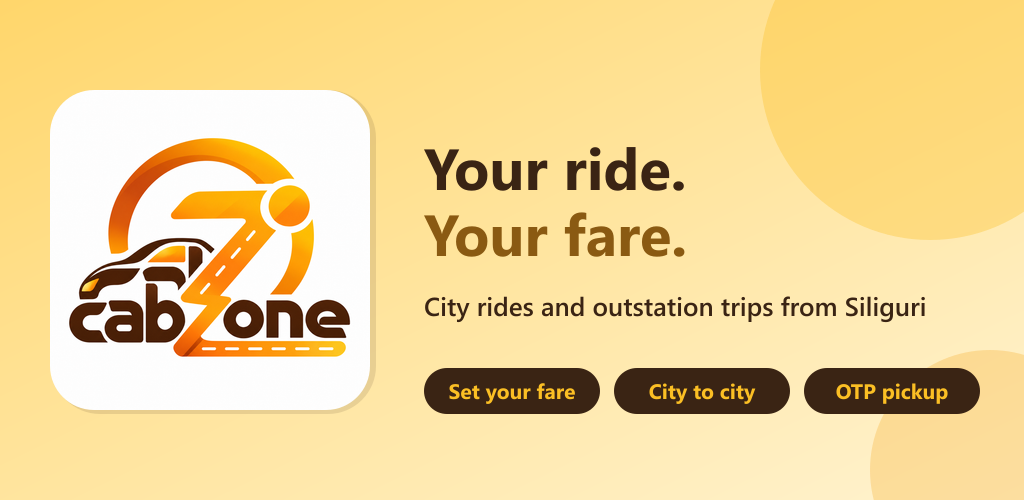 cabZone
Your ride.
Your fare.
City rides and outstation trips from Siliguri
Set your fare
City to city
OTP pickup